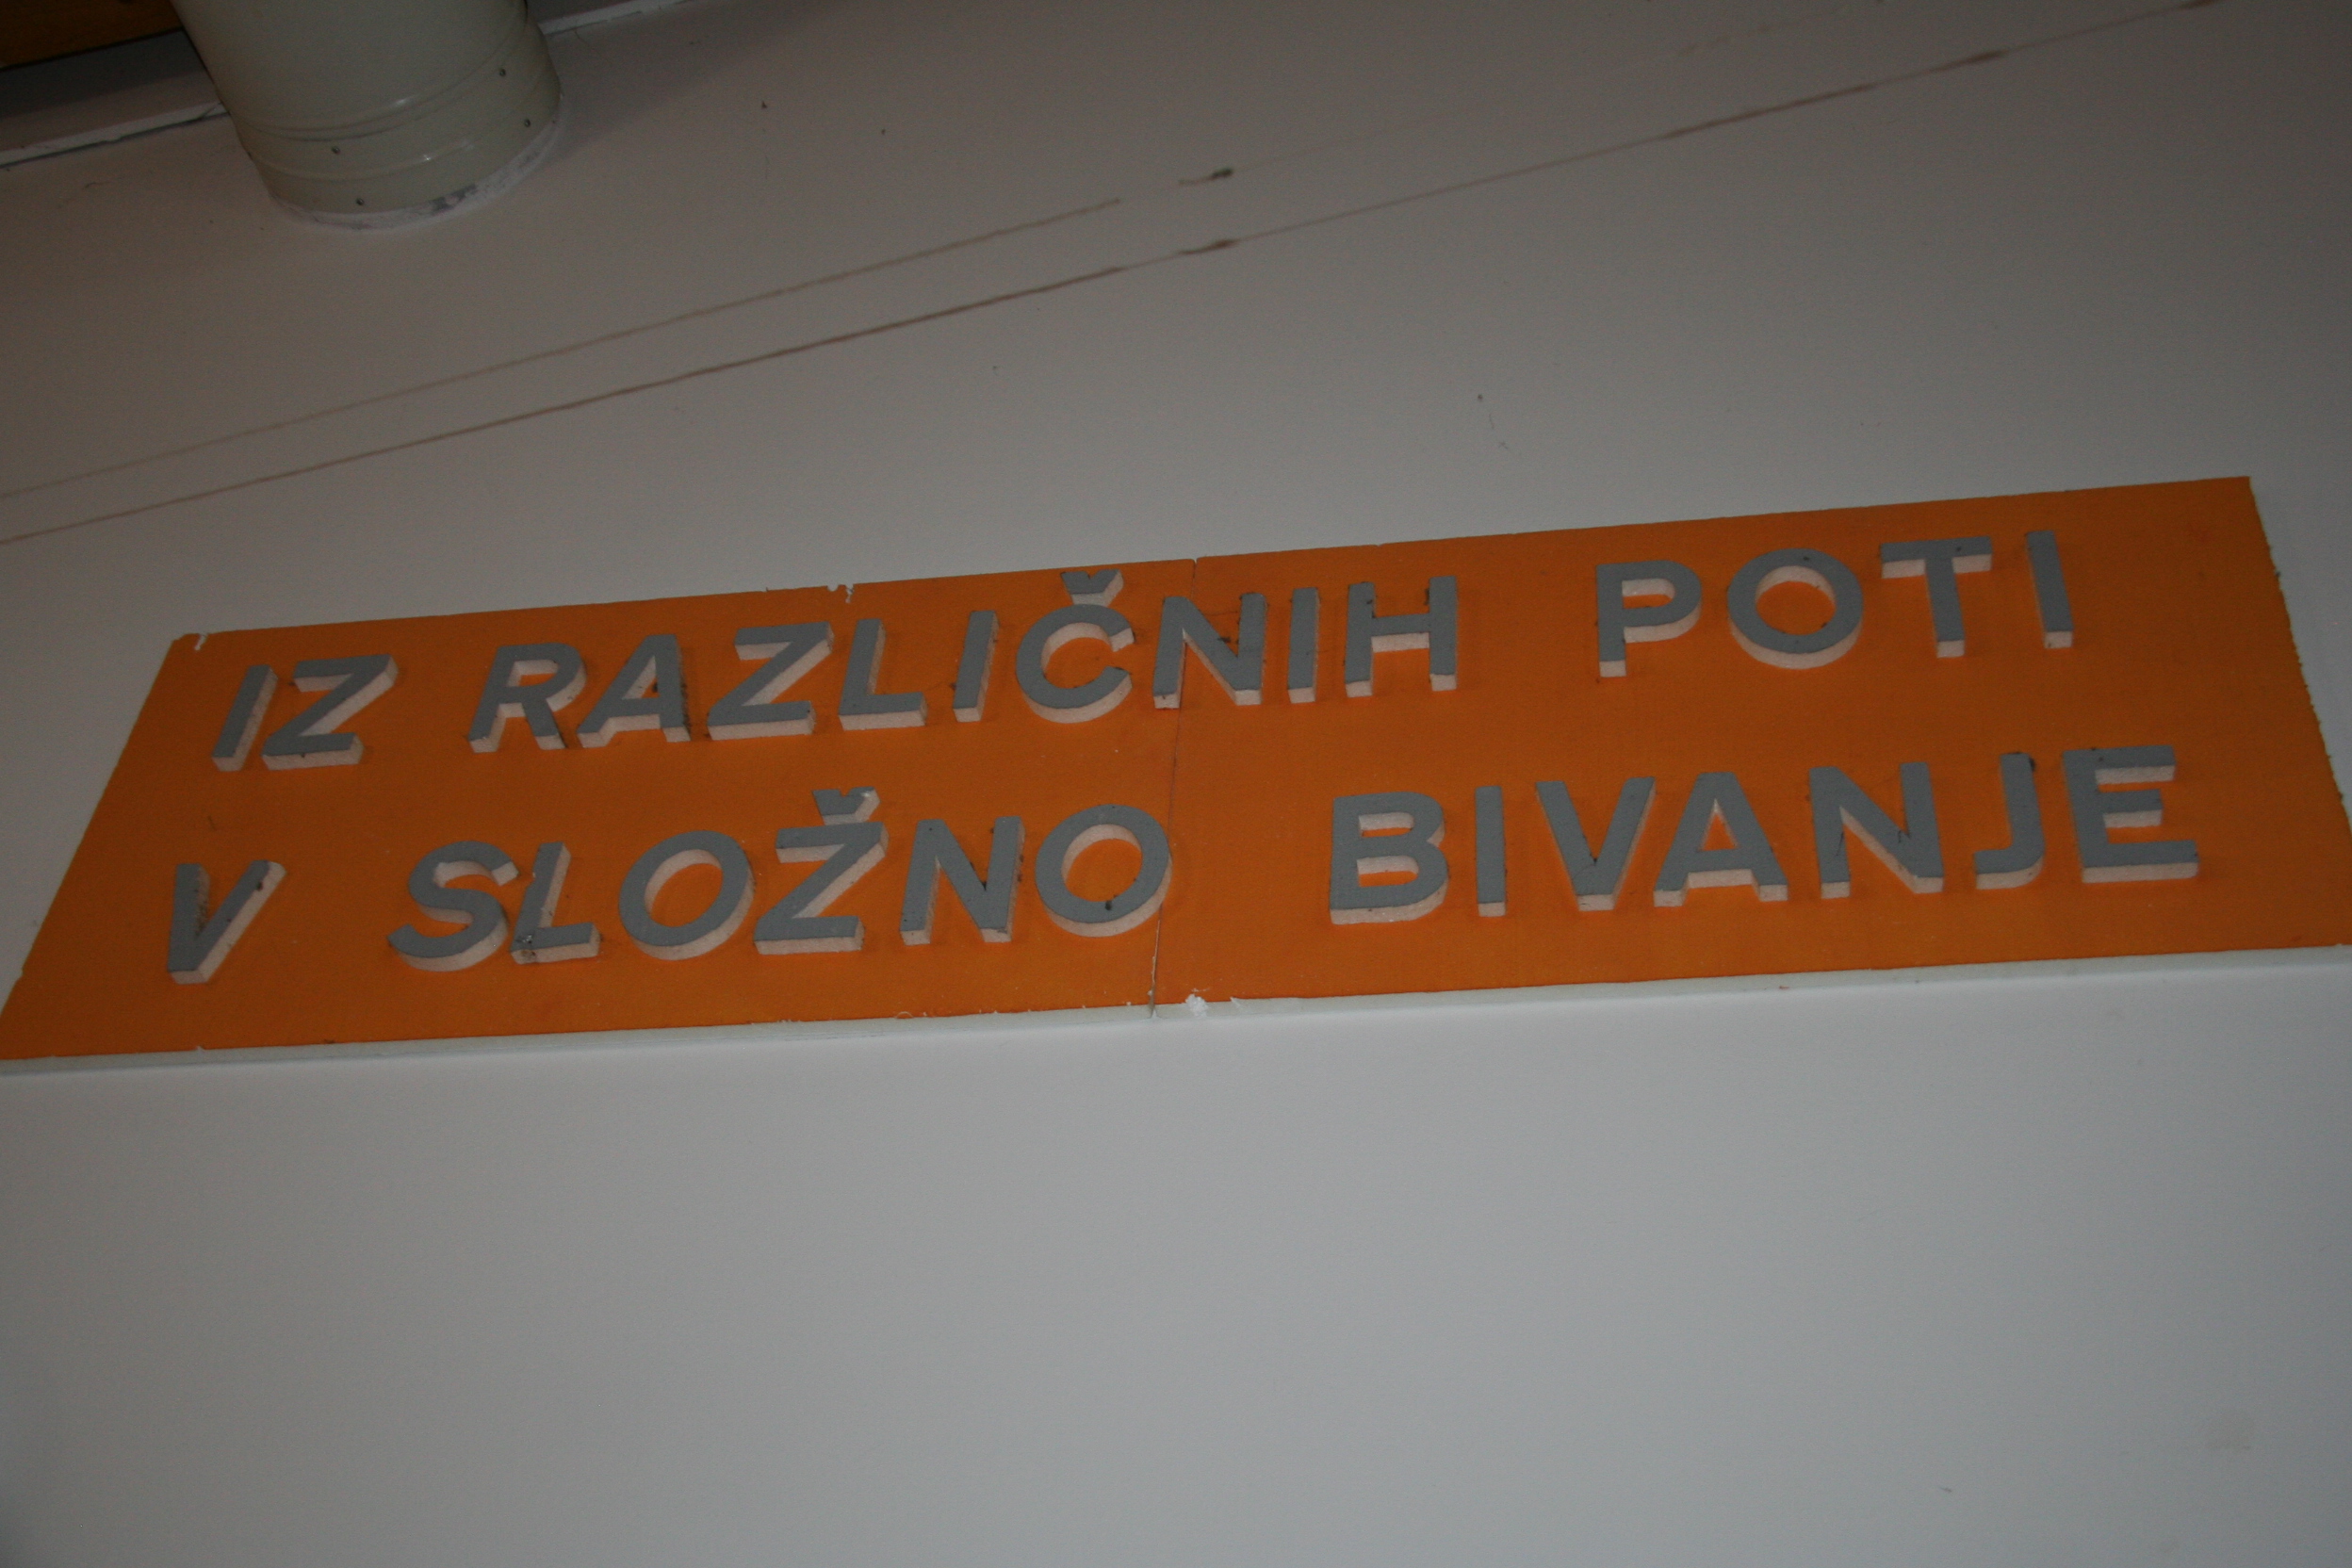 IZ RAZLIČNIH POTI
V SLOŽNO BIVANJE